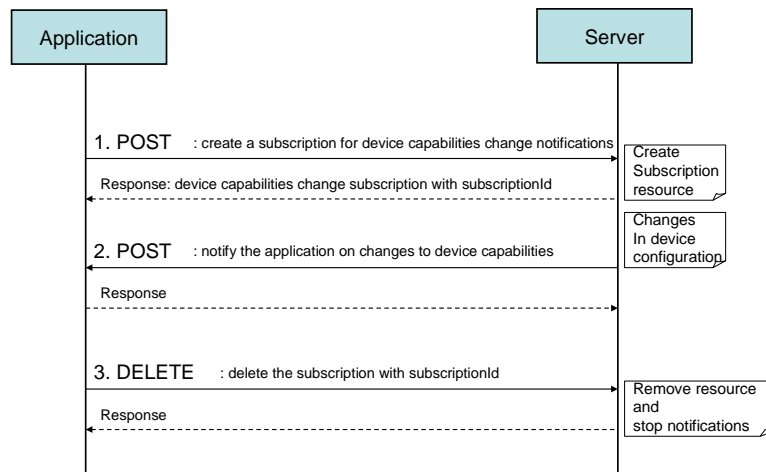 Application
Server
1. POST : create a subscription for device capabilities change notifications
Create
Subscription
resource
Response: device capabilities change subscription with subscriptionId
Changes
In device
configuration
2. POST : notify the application on changes to device capabilities
Response
3. DELETE : delete the subscription with subscriptionId
Remove resource
and
stop notifications
Response